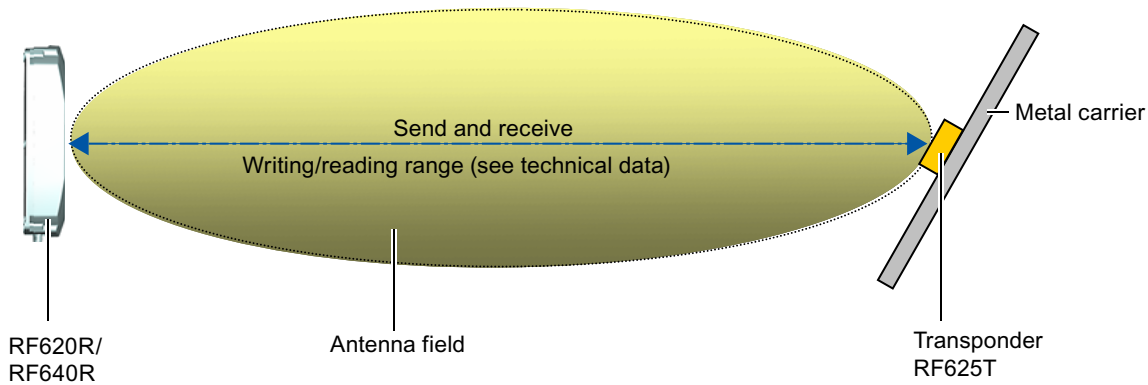 Metal carrier
Send and receive
Writing/reading range (see technical data)
RF620R/
RF640R
Antenna field
Transponder
RF625T